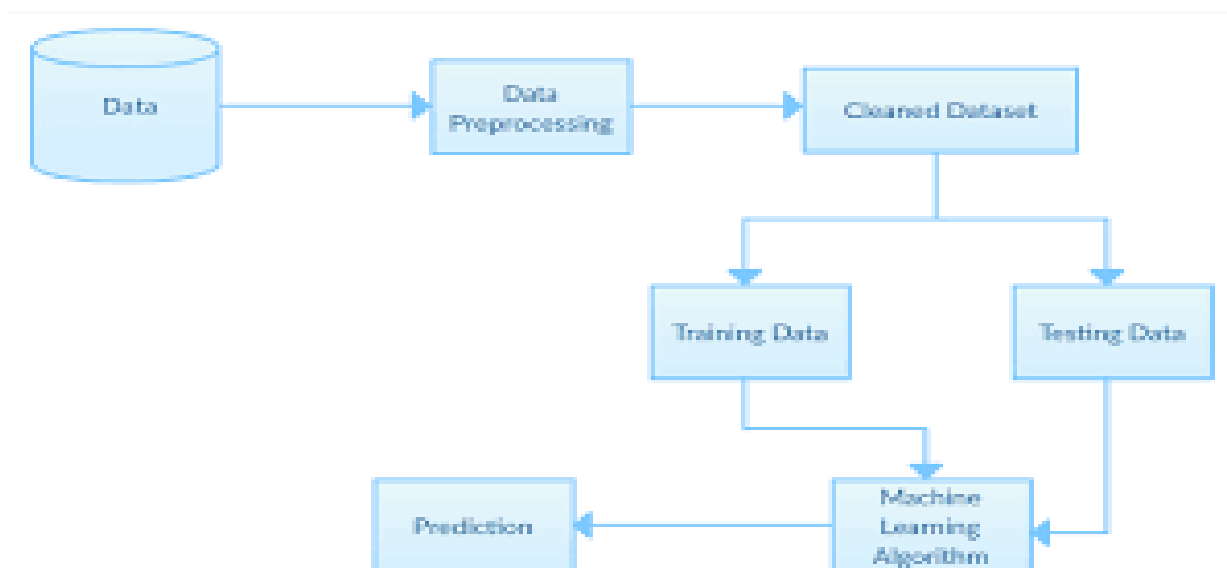 Data
Data
Preprocessing
Cleaned Dataset
Training Data
Testing Data
Prediction
Machine
Learning
Algorithm